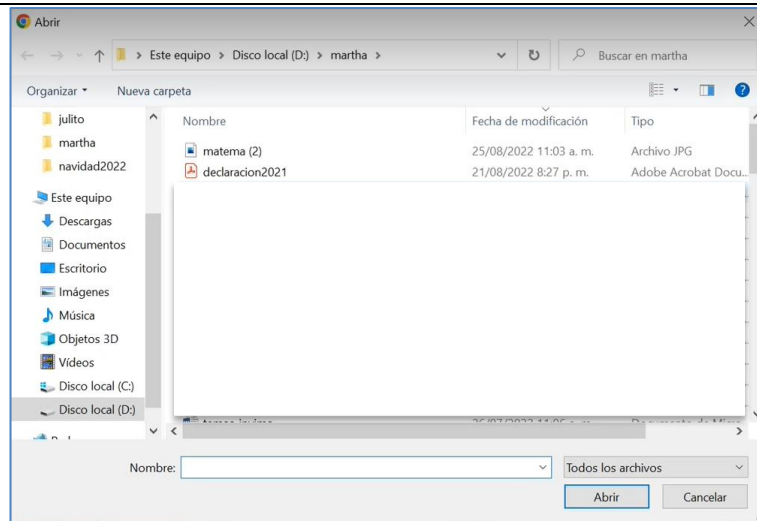 Abrir
Este equipo > Disco local (D:) > martha >
Buscar en martha
Organizar
Nueva carpeta
julito
martha
navidad2022
Este equipo
Descargas
Documentos
Escritorio
Imágenes
Música
Objetos 3D
Vídeos
Disco local (C:)
Disco local (D:)
Nombre Fecha de modificación Tipo
matema (2) 25/08/2022 11:03 a. m. Archivo JPG
declaracion2021 21/08/2022 8:27 p. m. Adobe Acrobat Docu...
Nombre:
Todos los archivos
Abrir
Cancelar